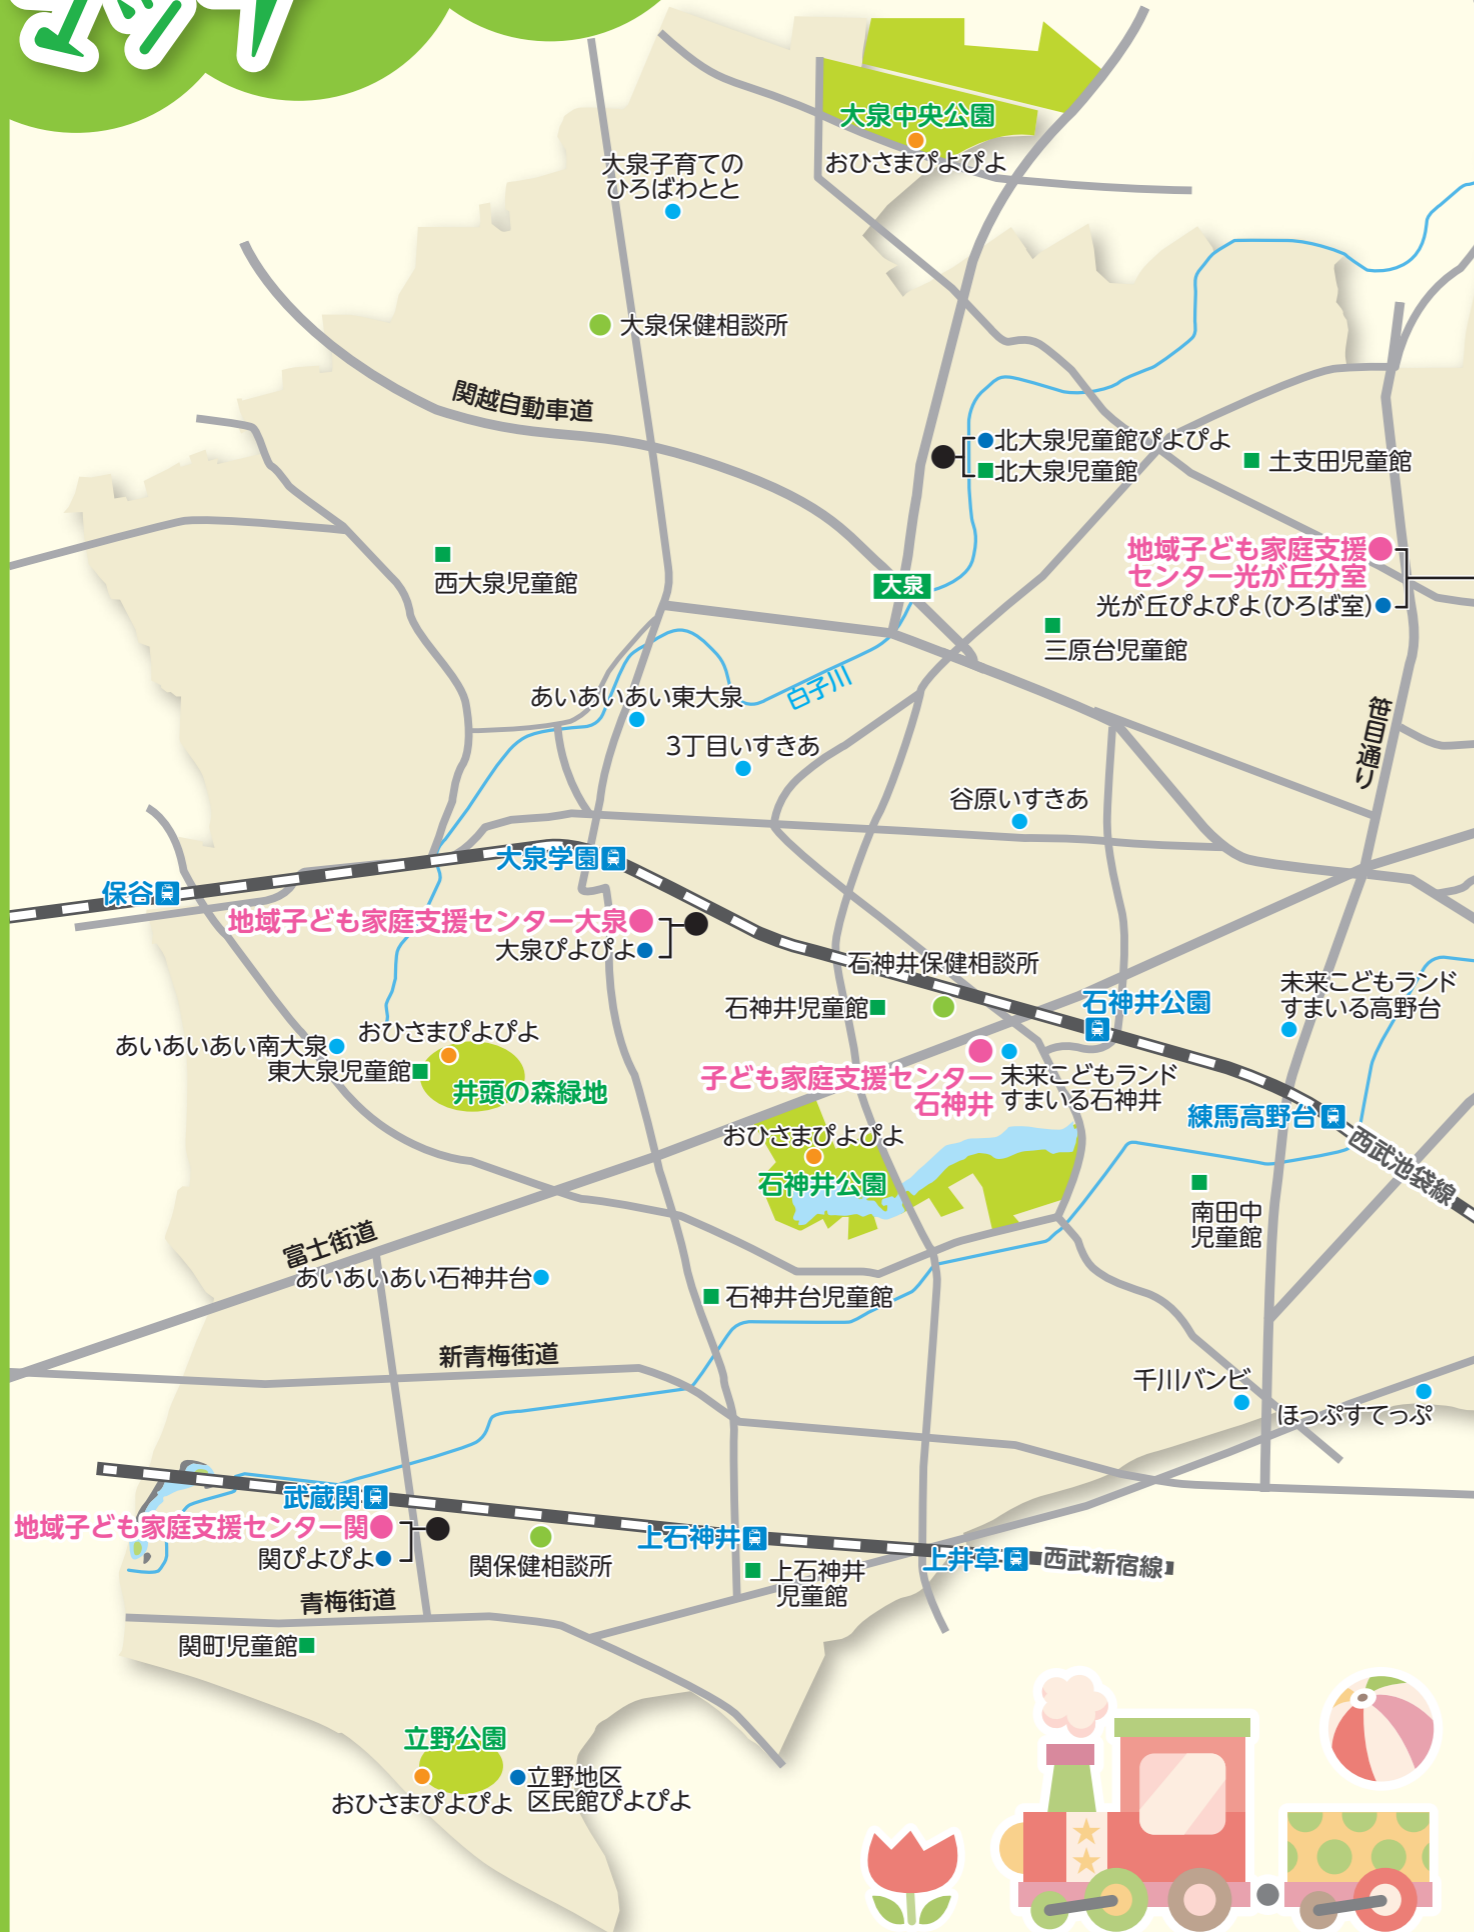 マップ
大泉中央公園
おひさまぴよぴよ
大泉子育ての
ひろばわとと
大泉保健相談所
関越自動車道
北大泉児童館ぴよぴよ
北大泉児童館
土支田児童館
地域子ども家庭支援
センター光が丘分室
光が丘ぴよぴよ(ひろば室)
西大泉児童館
大泉
三原台児童館
白子川
あいあいあい東大泉
3丁目いすきあ
笹目通り
谷原いすきあ
大泉学園
保谷
地域子ども家庭支援センター大泉
大泉ぴよぴよ
石神井保健相談所
石神井児童館
石神井公園
未来こどもランド
すまいる高野台
あいあいあい南大泉
おひさまぴよぴよ
東大泉児童館
井頭の森緑地
子ども家庭支援センター
石神井
未来こどもランド
すまいる石神井
練馬高野台
西武池袋線
おひさまぴよぴよ
石神井公園
南田中
児童館
富士街道
あいあいあい石神井台
石神井台児童館
新青梅街道
千川バンビ
ほっぷすてっぷ
武蔵関
地域子ども家庭支援センター関
関ぴよぴよ
関保健相談所
上石神井
上石神井
児童館
上井草
西武新宿線
青梅街道
関町児童館
立野公園
おひさまぴよぴよ
立野地区
区民館ぴよぴよ